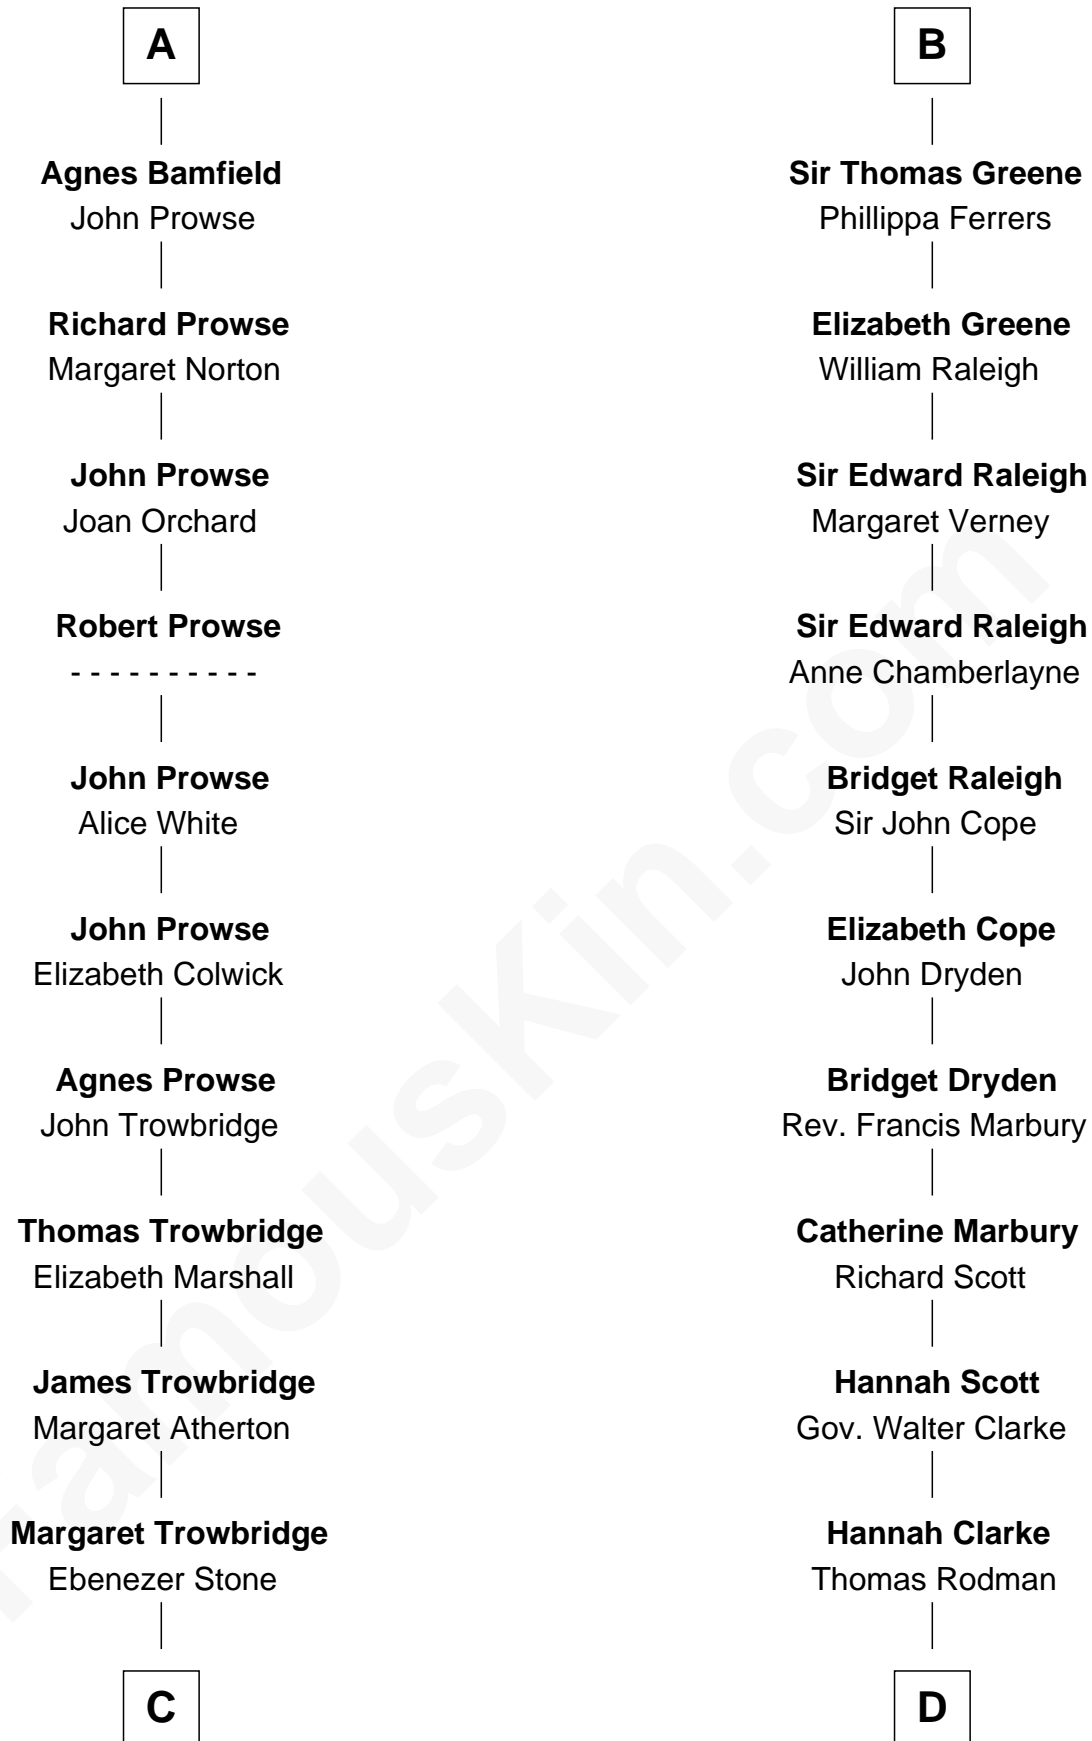 A
Agnes Bamfield
John Prowse
Richard Prowse
Margaret Norton
John Prowse
Joan Orchard
Robert Prowse
- - - - - - - - - -
John Prowse
Alice White
John Prowse
Elizabeth Colwick
Agnes Prowse
John Trowbridge
Thomas Trowbridge
Elizabeth Marshall
James Trowbridge
Margaret Atherton
Margaret Trowbridge
Ebenezer Stone
C
B
Sir Thomas Greene
Phillippa Ferrers
Elizabeth Greene
William Raleigh
Sir Edward Raleigh
Margaret Verney
Sir Edward Raleigh
Anne Chamberlayne
Bridget Raleigh
Sir John Cope
Elizabeth Cope
John Dryden
Bridget Dryden
Rev. Francis Marbury
Catherine Marbury
Richard Scott
Hannah Scott
Gov. Walter Clarke
Hannah Clarke
Thomas Rodman
D
FamousKin.com